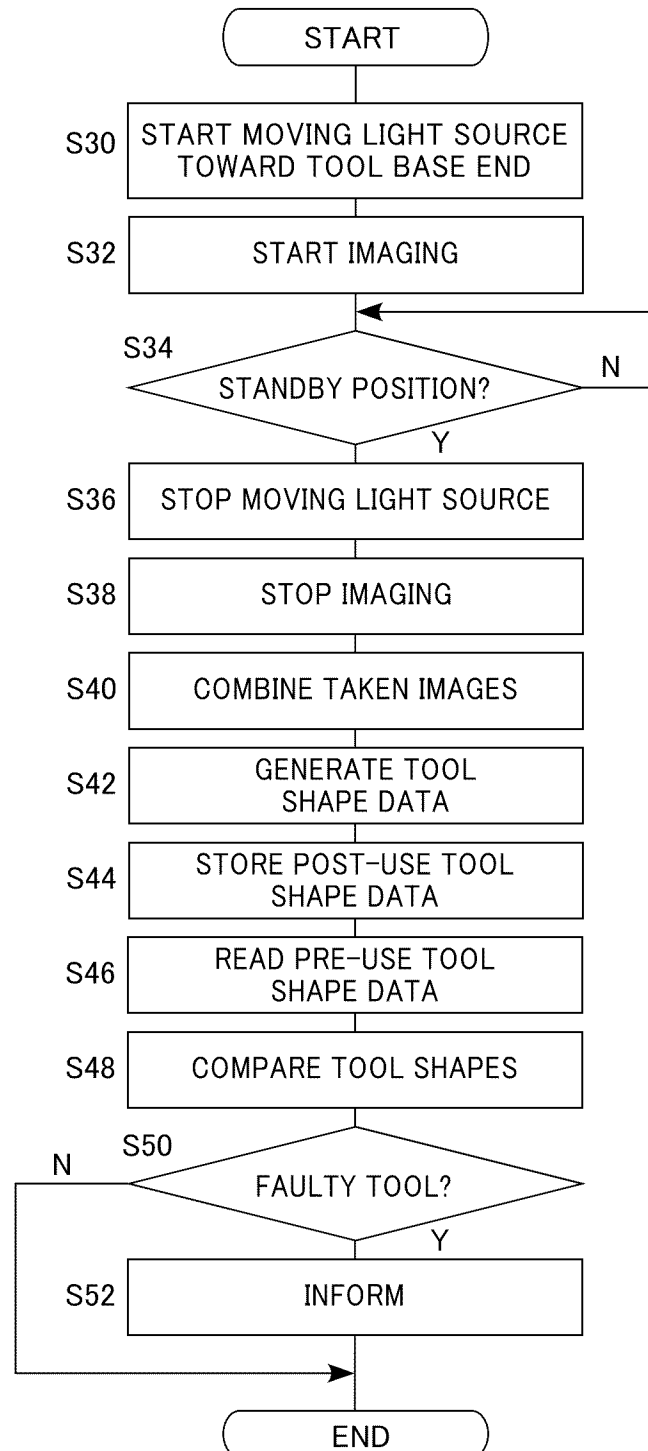 START
S30
START MOVING LIGHT SOURCE
TOWARD TOOL BASE END
S32
START IMAGING
S34
STANDBY POSITION?
N
Y
S36
STOP MOVING LIGHT SOURCE
S38
STOP IMAGING
S40
COMBINE TAKEN IMAGES
S42
GENERATE TOOL
SHAPE DATA
S44
STORE POST-USE TOOL
SHAPE DATA
S46
READ PRE-USE TOOL
SHAPE DATA
S48
COMPARE TOOL SHAPES
S50
N
FAULTY TOOL?
Y
S52
INFORM
END